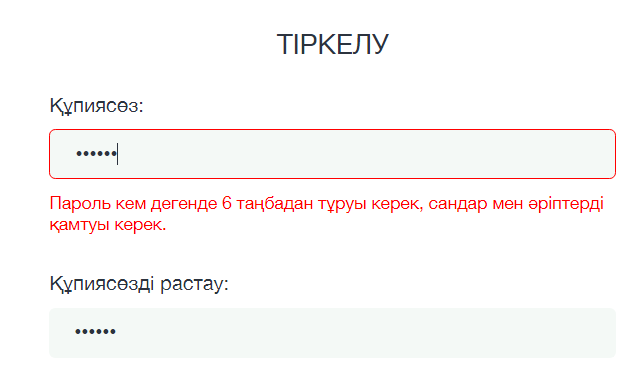 ТІРКЕЛУ
Құпиясөз:
••••••
Пароль кем дегенде 6 таңбадан тұруы керек, сандар мен әріптерді
қамтуы керек.
Құпиясөзді растау:
••••••